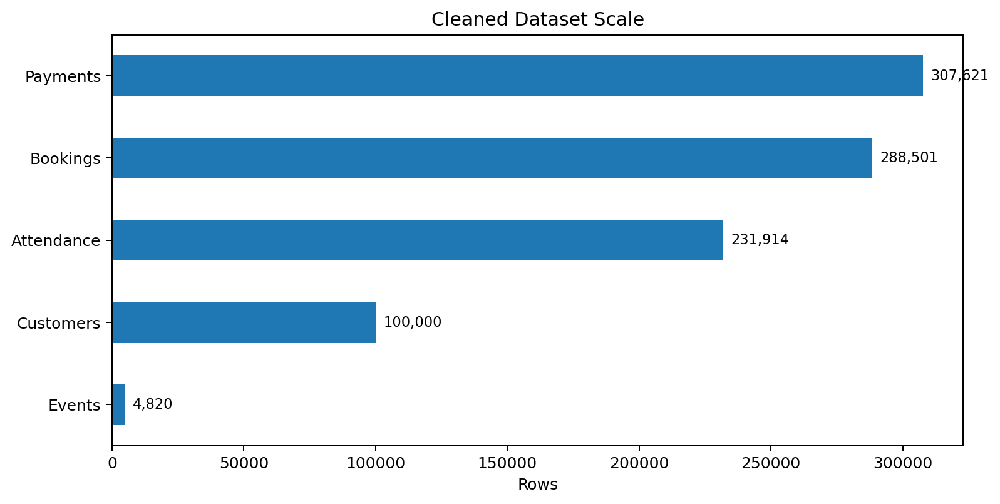 Cleaned Dataset Scale
Payments 307,621
Bookings 288,501
Attendance 231,914
Customers 100,000
Events 4,820
0 50000 100000 150000 200000 250000 300000
Rows